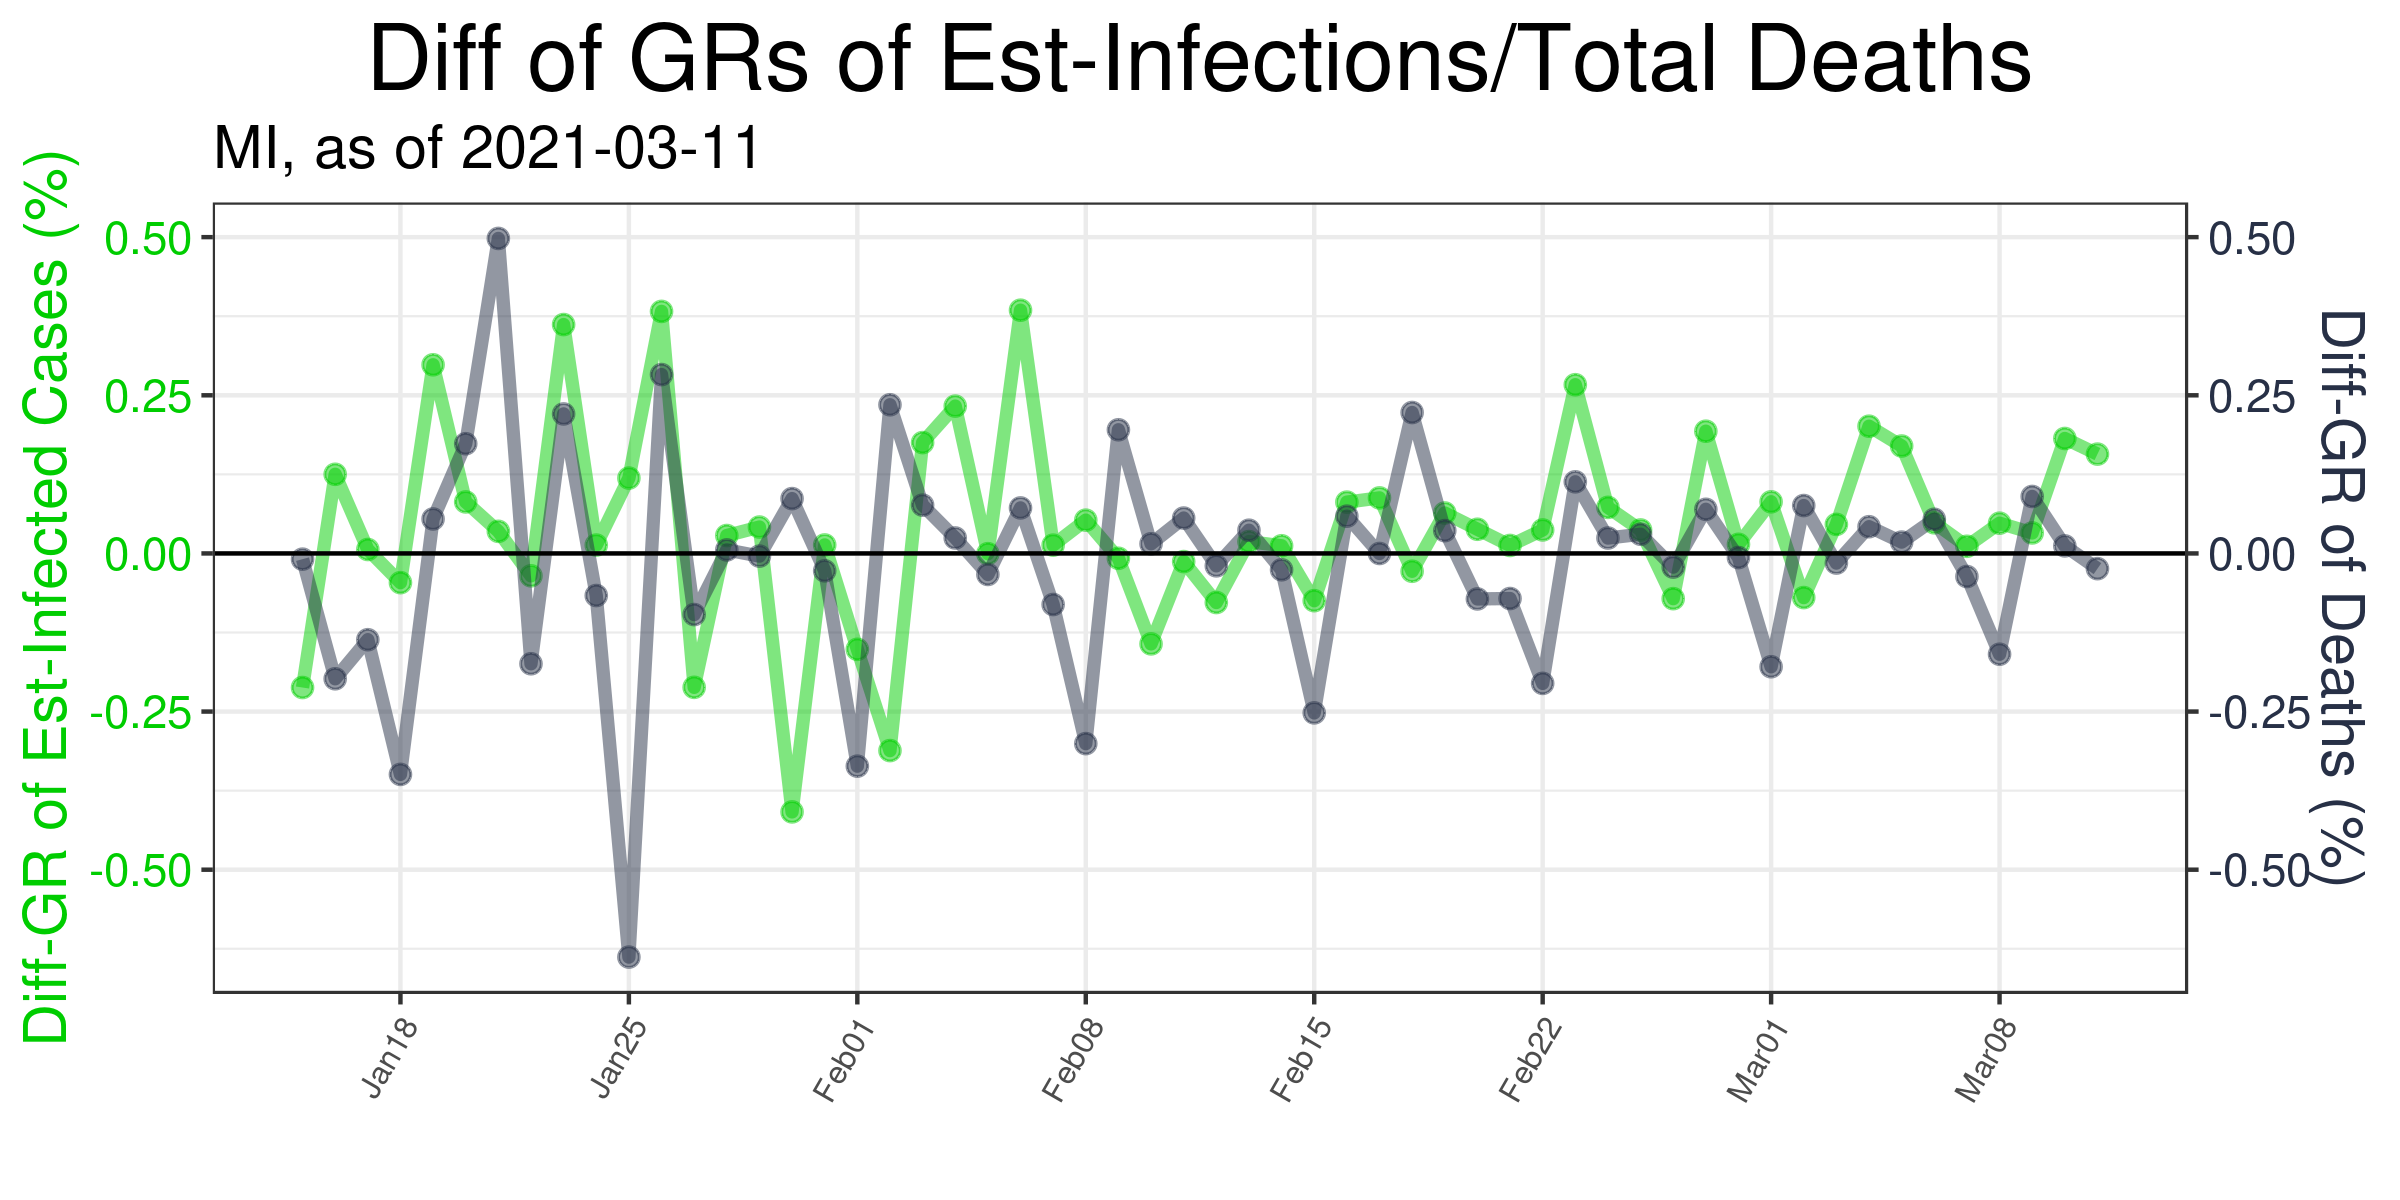 Diff of GRs of Est-Infections/Total Deaths
MI, as of 2021-03-11
Diff-GR of Est-Infected Cases (%)
0.50
0.25
0.00
-0.25
-0.50
0.50
0.25
0.00
-0.25
-0.50
Diff-GR of Deaths (%)
Jan18
Jan25
Feb01
Feb08
Feb15
Feb22
Mar01
Mar08